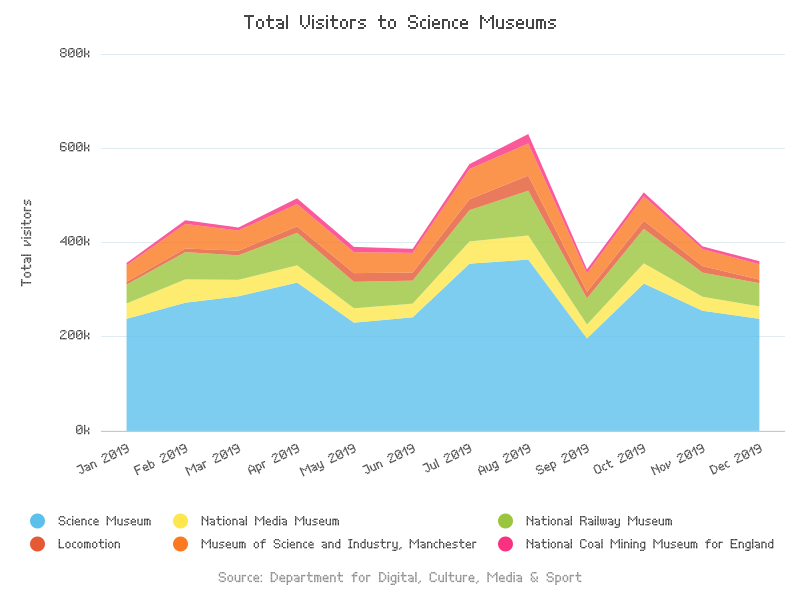 Total Visitors to Science Museums
800k
600k
400k
200k
0k
Total visitors
Jan 2019
Feb 2019
Mar 2019
Apr 2019
May 2019
Jun 2019
Jul 2019
Aug 2019
Sep 2019
Oct 2019
Nov 2019
Dec 2019
Science Museum
National Media Museum
National Railway Museum
Locomotion
Museum of Science and Industry, Manchester
National Coal Mining Museum for England
Source: Department for Digital, Culture, Media & Sport